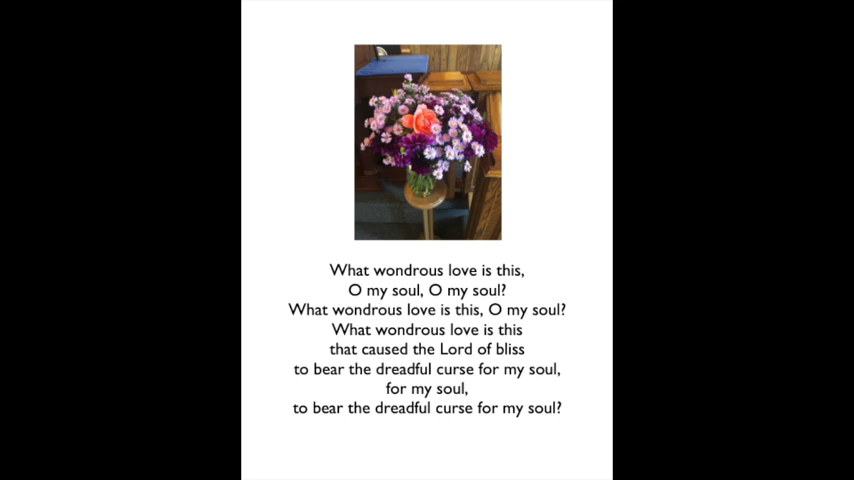 What wondrous love is this,
O my soul, O my soul?
What wondrous love is this, O my soul?
What wondrous love is this
that caused the Lord of bliss
to bear the dreadful curse for my soul,
for my soul,
to bear the dreadful curse for my soul?